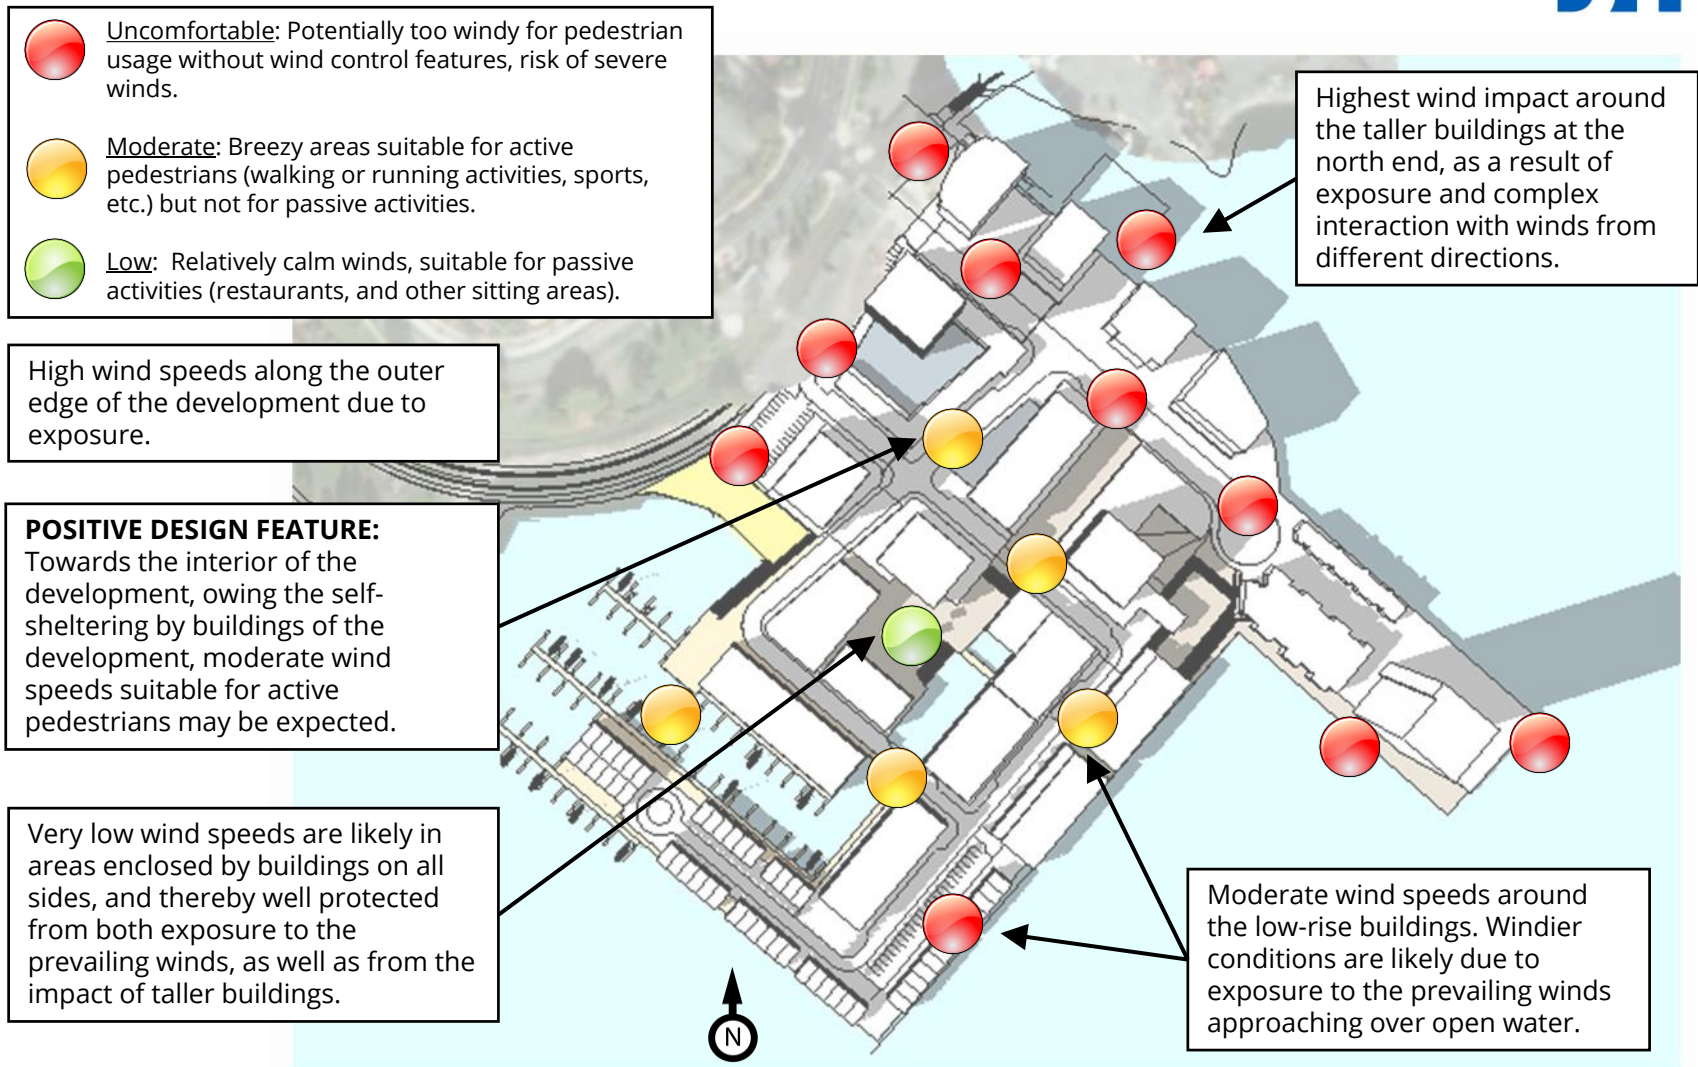 Uncomfortable: Potentially too windy for pedestrian
usage without wind control features, risk of severe
winds.
Moderate: Breezy areas suitable for active
pedestrians (walking or running activities, sports,
etc.) but not for passive activities.
Low:  Relatively calm winds, suitable for passive
activities (restaurants, and other sitting areas).
Highest wind impact around
the taller buildings at the
north end, as a result of
exposure and complex
interaction with winds from
different directions.
High wind speeds along the outer
edge of the development due to
exposure.
POSITIVE DESIGN FEATURE:
Towards the interior of the
development, owing the self-
sheltering by buildings of the
development, moderate wind
speeds suitable for active
pedestrians may be expected.
Very low wind speeds are likely in
areas enclosed by buildings on all
sides, and thereby well protected
from both exposure to the
prevailing winds, as well as from the
impact of taller buildings.
Moderate wind speeds around
the low-rise buildings. Windier
conditions are likely due to
exposure to the prevailing winds
approaching over open water.
N